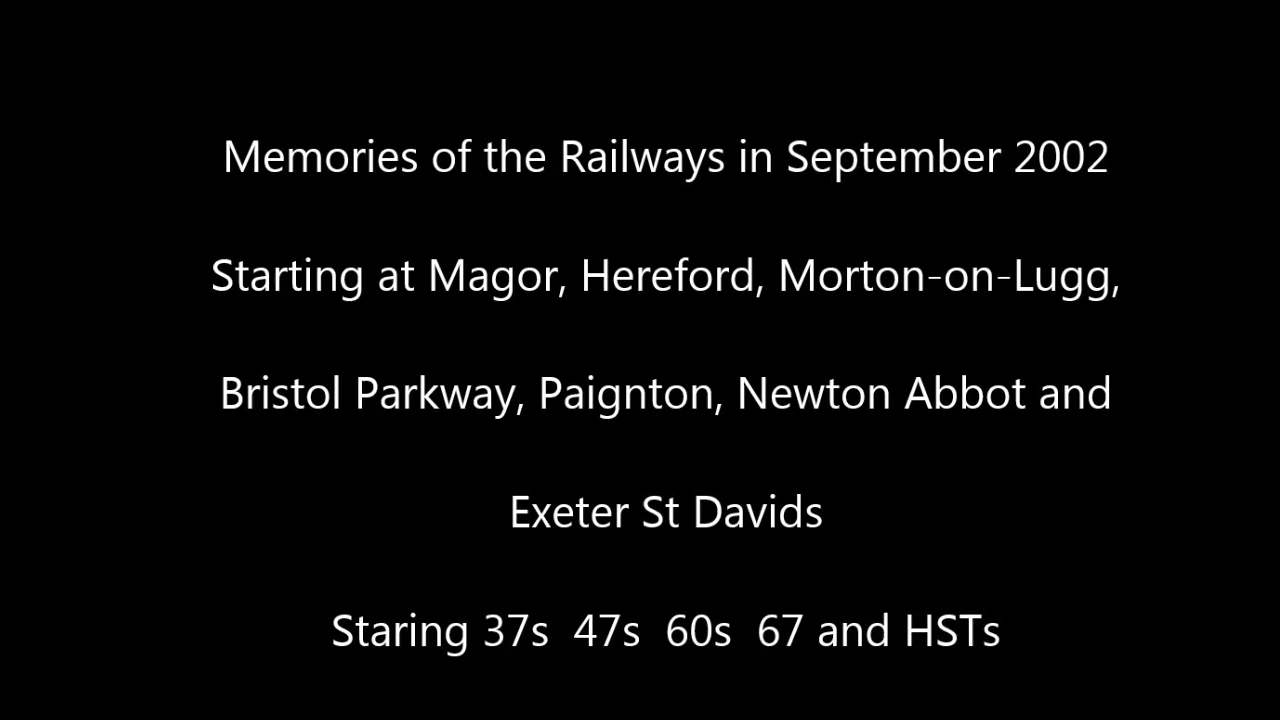 Memories of the Railways in September 2002
Starting at Magor, Hereford, Morton-on-Lugg,
Bristol Parkway, Paignton, Newton Abbot and
Exeter St Davids
Staring 37s  47s  60s  67 and HSTs